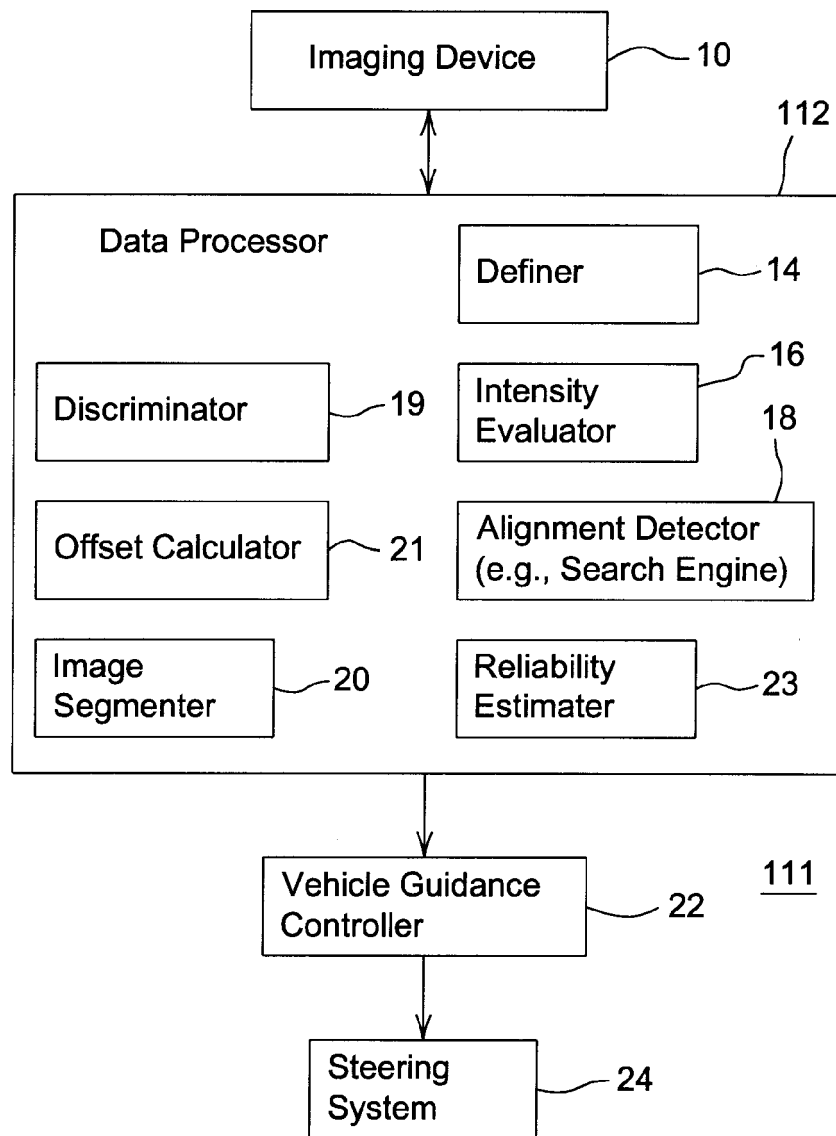 Imaging Device
10
112
Data Processor
Definer
14
16
Discriminator
19
Intensity
Evaluator
18
Offset Calculator
21
Alignment Detector
(e.g., Search Engine)
Image
Segmenter
20
Reliability
Estimater
23
Vehicle Guidance
Controller
22
111
Steering
System
24